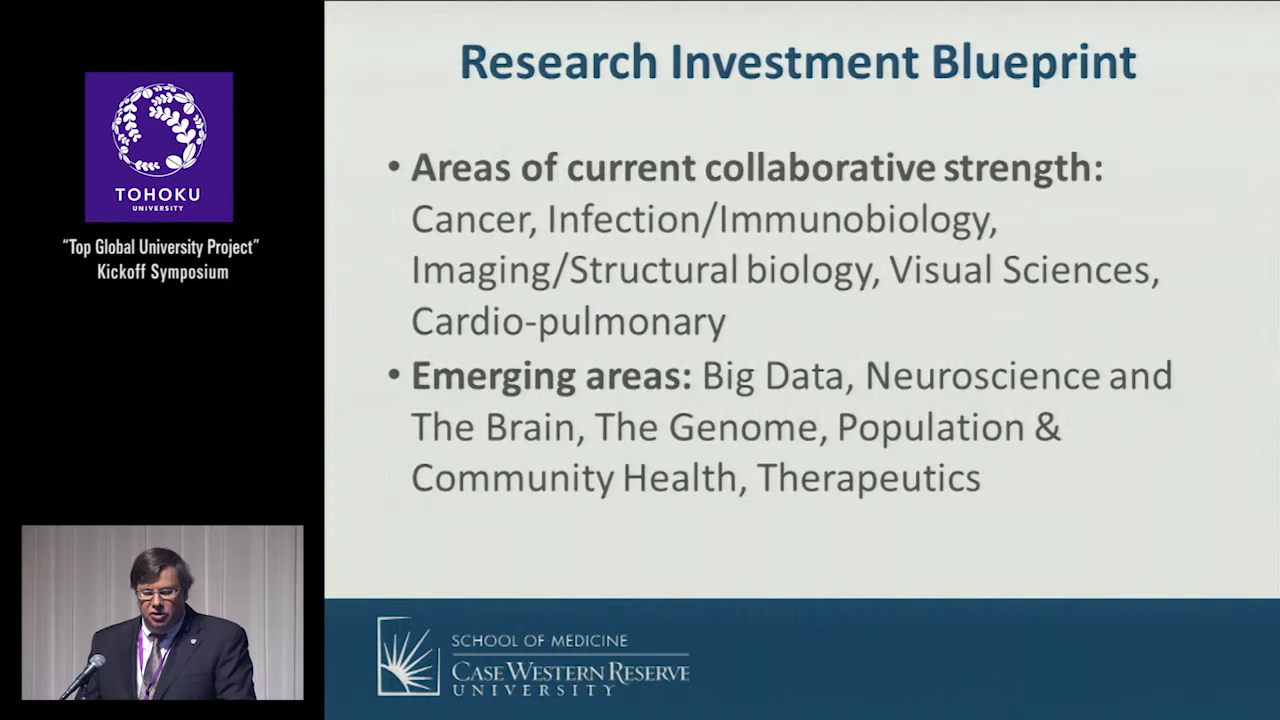 TOHOKU
UNIVERSITY
“Top Global University Project”
Kickoff Symposium
Research Investment Blueprint
• Areas of current collaborative strength:
Cancer, Infection/Immunobiology,
Imaging/Structural biology, Visual Sciences,
Cardio-pulmonary
• Emerging areas: Big Data, Neuroscience and
The Brain, The Genome, Population &
Community Health, Therapeutics
SCHOOL OF MEDICINE
CASE WESTERN RESERVE
UNIVERSITY